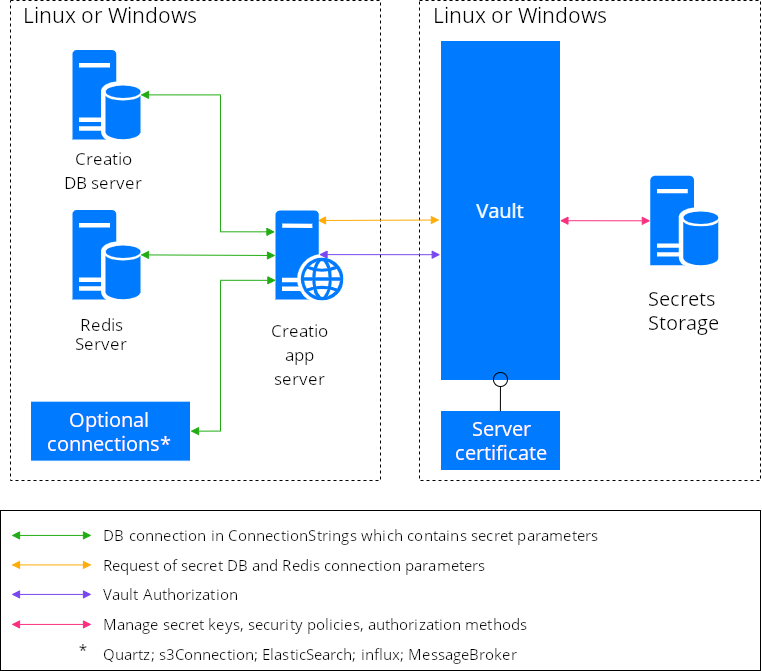 Linux or Windows
Creatio
DB server
Redis
Server
Creatio
app
server
Optional
connections*
Linux or Windows
Vault
Secrets
Storage
Server
certificate
DB connection in ConnectionStrings which contains secret parameters
Request of secret DB and Redis connection parameters
Vault Authorization
Manage secret keys, security policies, authorization methods
* Quartz; s3Connection; ElasticSearch; influx; MessageBroker